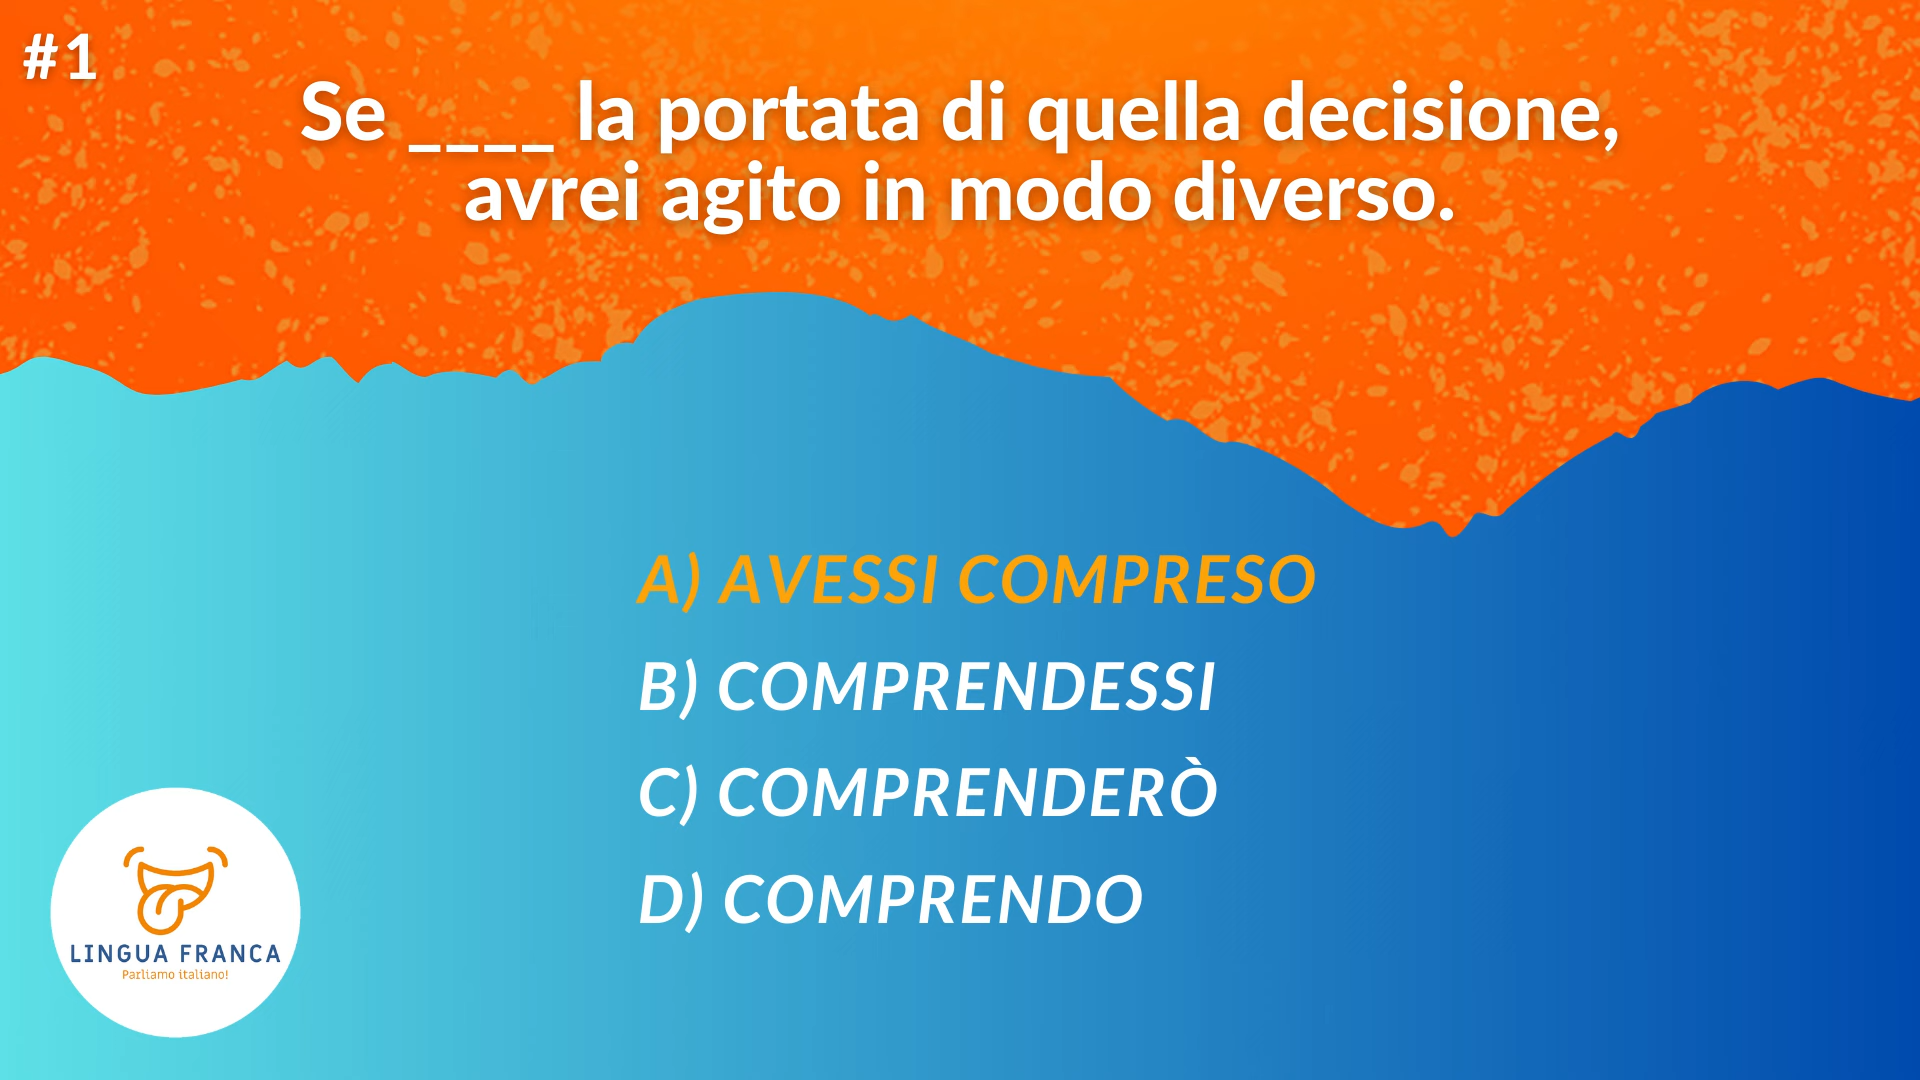 #1
Se ____ la portata di quella decisione,
avrei agito in modo diverso.
A) AVESSI COMPRESO
B) COMPRENDESSI
C) COMPRENDERÒ
D) COMPRENDO
LINGUA FRANCA
Parliamo italiano!